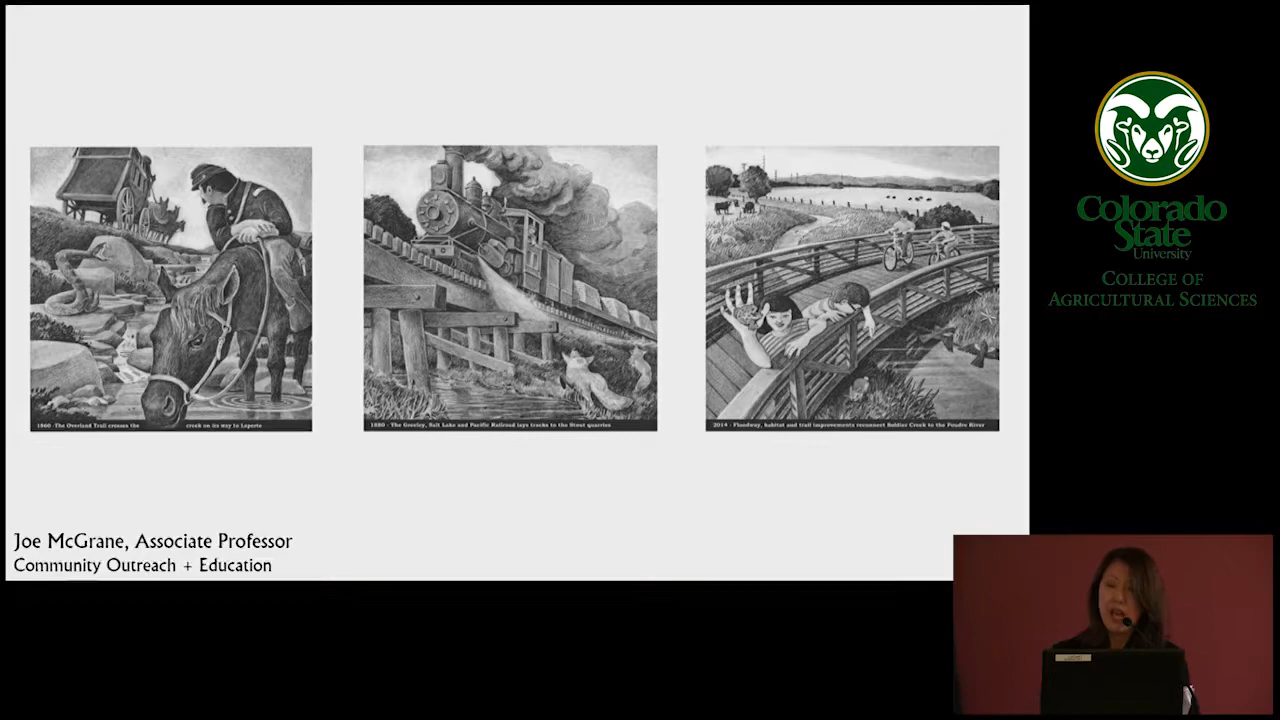 1860 - The Overland Trail crosses the creek on its way to Laporte
1880 - The Greeley, Salt Lake and Pacific Railroad lays tracks to the Stout quarries
2014 - Floodway, habitat and trail improvements reconnect Soldier Creek to the Poudre River
Joe McGrane, Associate Professor
Community Outreach + Education
Colorado
State
University
COLLEGE OF
AGRICULTURAL SCIENCES